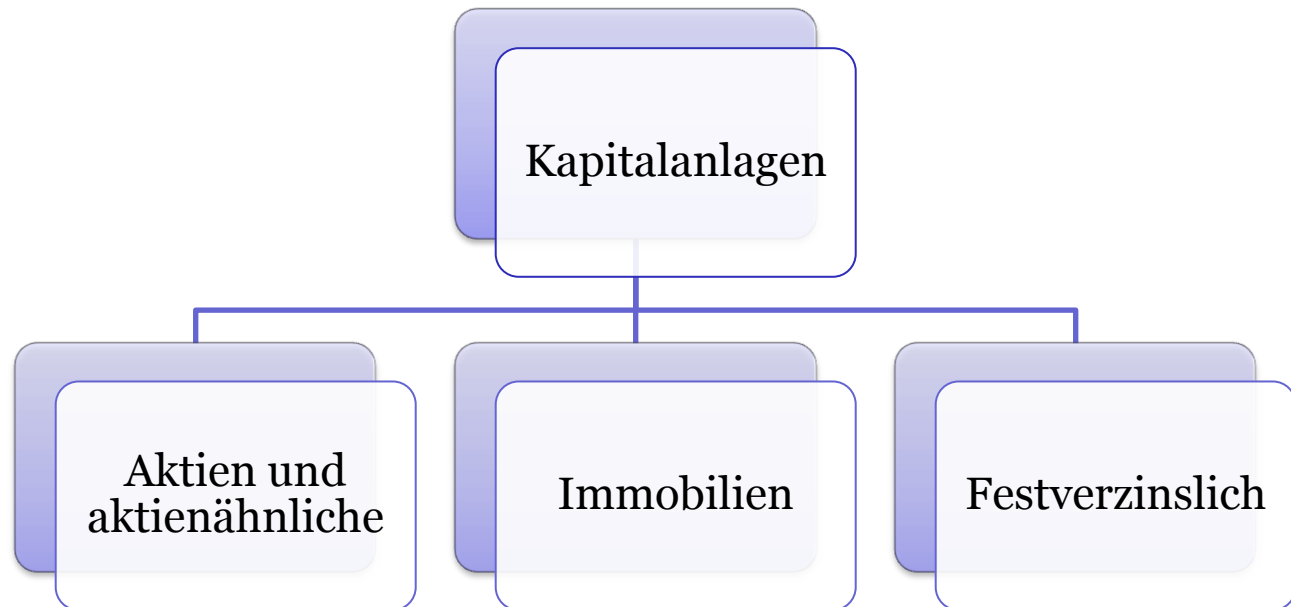 Kapitalanlagen
Aktien und
aktienähnliche
Immobilien
Festverzinslich